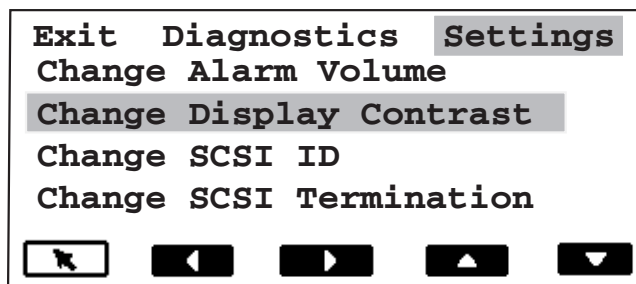 Exit Diagnostics Settings
Change Alarm Volume
Change Display Contrast
Change SCSI ID
Change SCSI Termination